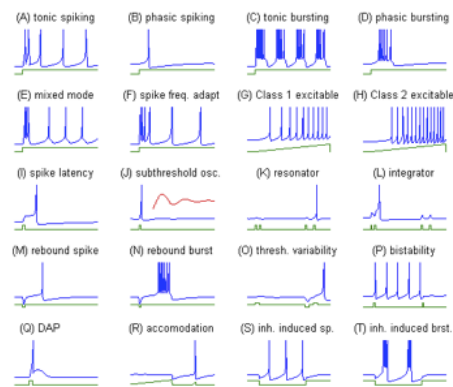 (A) tonic spiking (B) phasic spiking (C) tonic bursting (D) phasic bursting
(E) mixed mode (F) spike freq. adapt (G) Class 1 excitable (H) Class 2 excitable
(I) spike latency (J) subthreshold osc. (K) resonator (L) integrator
(M) rebound spike (N) rebound burst (O) thresh. variability (P) bistability
(Q) DAP (R) accomodation (S) inh. induced sp. (T) inh. induced brst.